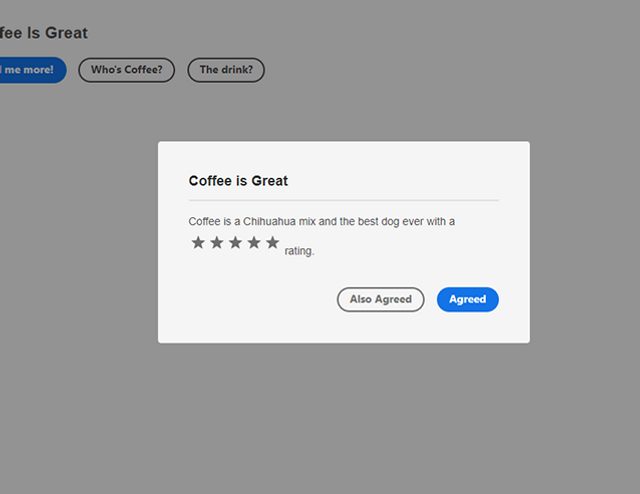 fee Is Great
me more!
Who's Coffee?
The drink?
Coffee is Great
Coffee is a Chihuahua mix and the best dog ever with a
★★★★★ rating.
Also Agreed
Agreed